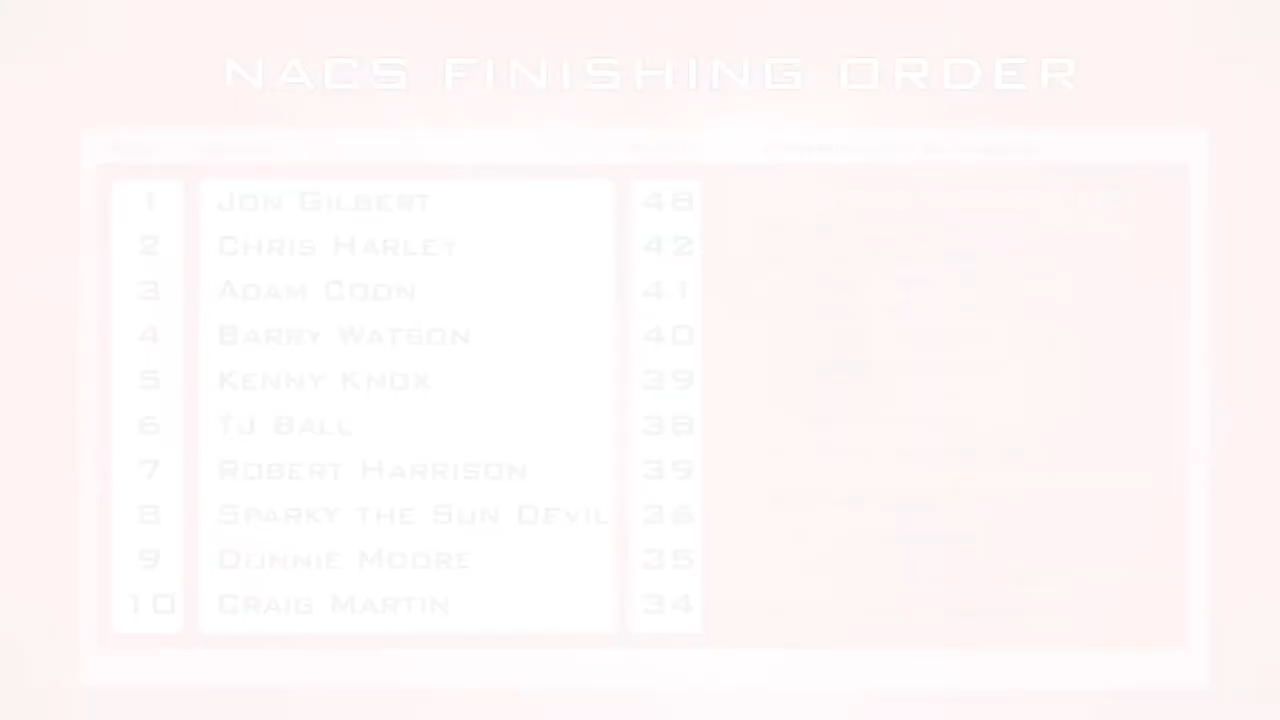 NACS FINISHING ORDER
1 JON GILBERT 48
2 CHRIS HARLEY 42
3 ADAM COON 41
4 BARRY WATSON 40
5 KENNY KNOX 39
6 TJ BALL 38
7 ROBERT HARRISON 39
8 SPARKY THE SUN DEVIL 36
9 DONNIE MOORE 35
10 CRAIG MARTIN 34